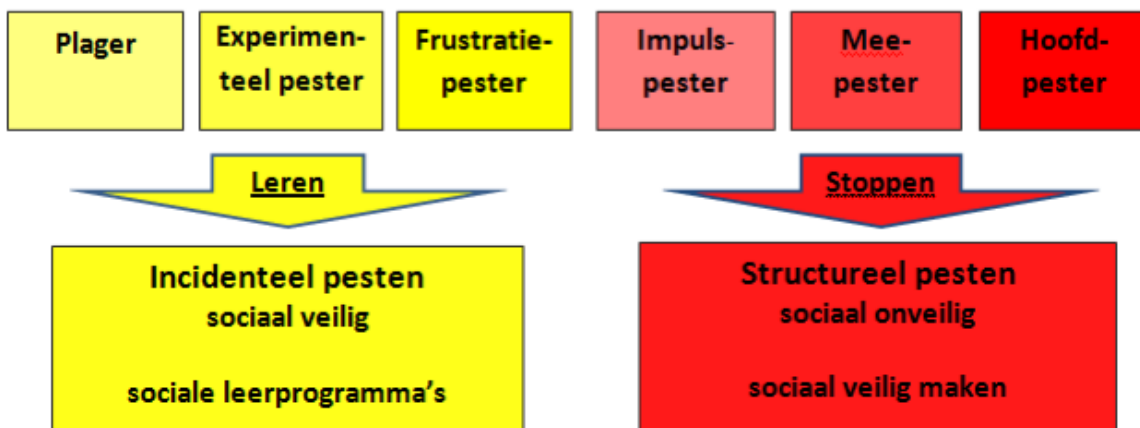 Plager
Experimen-
teel pester
Frustratie-
pester
Impuls-
pester
Mee-
pester
Hoofd-
pester
Leren
Stoppen
Incidenteel pesten
sociaal veilig
sociale leerprogramma's
Structureel pesten
sociaal onveilig
sociaal veilig maken